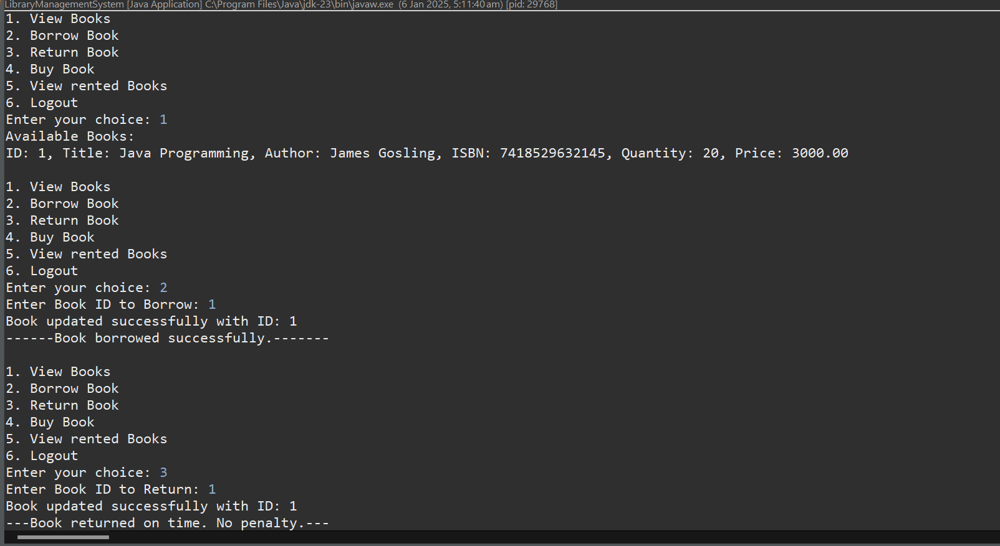 LibraryManagementSystem [Java Application] C:\Program Files\Java\jdk-23\bin\javaw.exe (6 Jan 2025, 5:11:40 am) [pid: 29768]
1. View Books
2. Borrow Book
3. Return Book
4. Buy Book
5. View rented Books
6. Logout
Enter your choice: 1
Available Books:
ID: 1, Title: Java Programming, Author: James Gosling, ISBN: 7418529632145, Quantity: 20, Price: 3000.00
1. View Books
2. Borrow Book
3. Return Book
4. Buy Book
5. View rented Books
6. Logout
Enter your choice: 2
Enter Book ID to Borrow: 1
Book updated successfully with ID: 1
------Book borrowed successfully.-------
1. View Books
2. Borrow Book
3. Return Book
4. Buy Book
5. View rented Books
6. Logout
Enter your choice: 3
Enter Book ID to Return: 1
Book updated successfully with ID: 1
---Book returned on time. No penalty.---